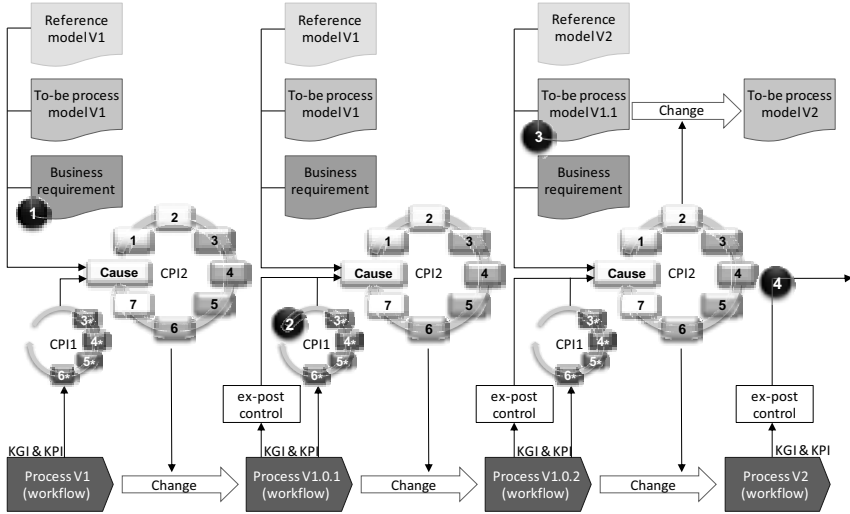 Reference
model V1
To-be process
model V1
Business
requirement
1
2
1
3
Cause
CPI2
4
7
5
6
3*
CPI1
4*
5*
6*
KGI & KPI
Process V1
(workflow)
Change
Reference
model V1
To-be process
model V1
Business
requirement
2
1
3
Cause
CPI2
4
7
5
6
2
3*
CPI1
4*
5*
6*
ex-post
control
KGI & KPI
Process V1.0.1
(workflow)
Change
Reference
model V2
To-be process
model V1.1
3
Change
To-be process
model V2
Business
requirement
2
1
3
Cause
CPI2
4
7
5
6
3*
CPI1
4*
5*
6*
ex-post
control
KGI & KPI
Process V1.0.2
(workflow)
Change
4
ex-post
control
KGI & KPI
Process V2
(workflow)